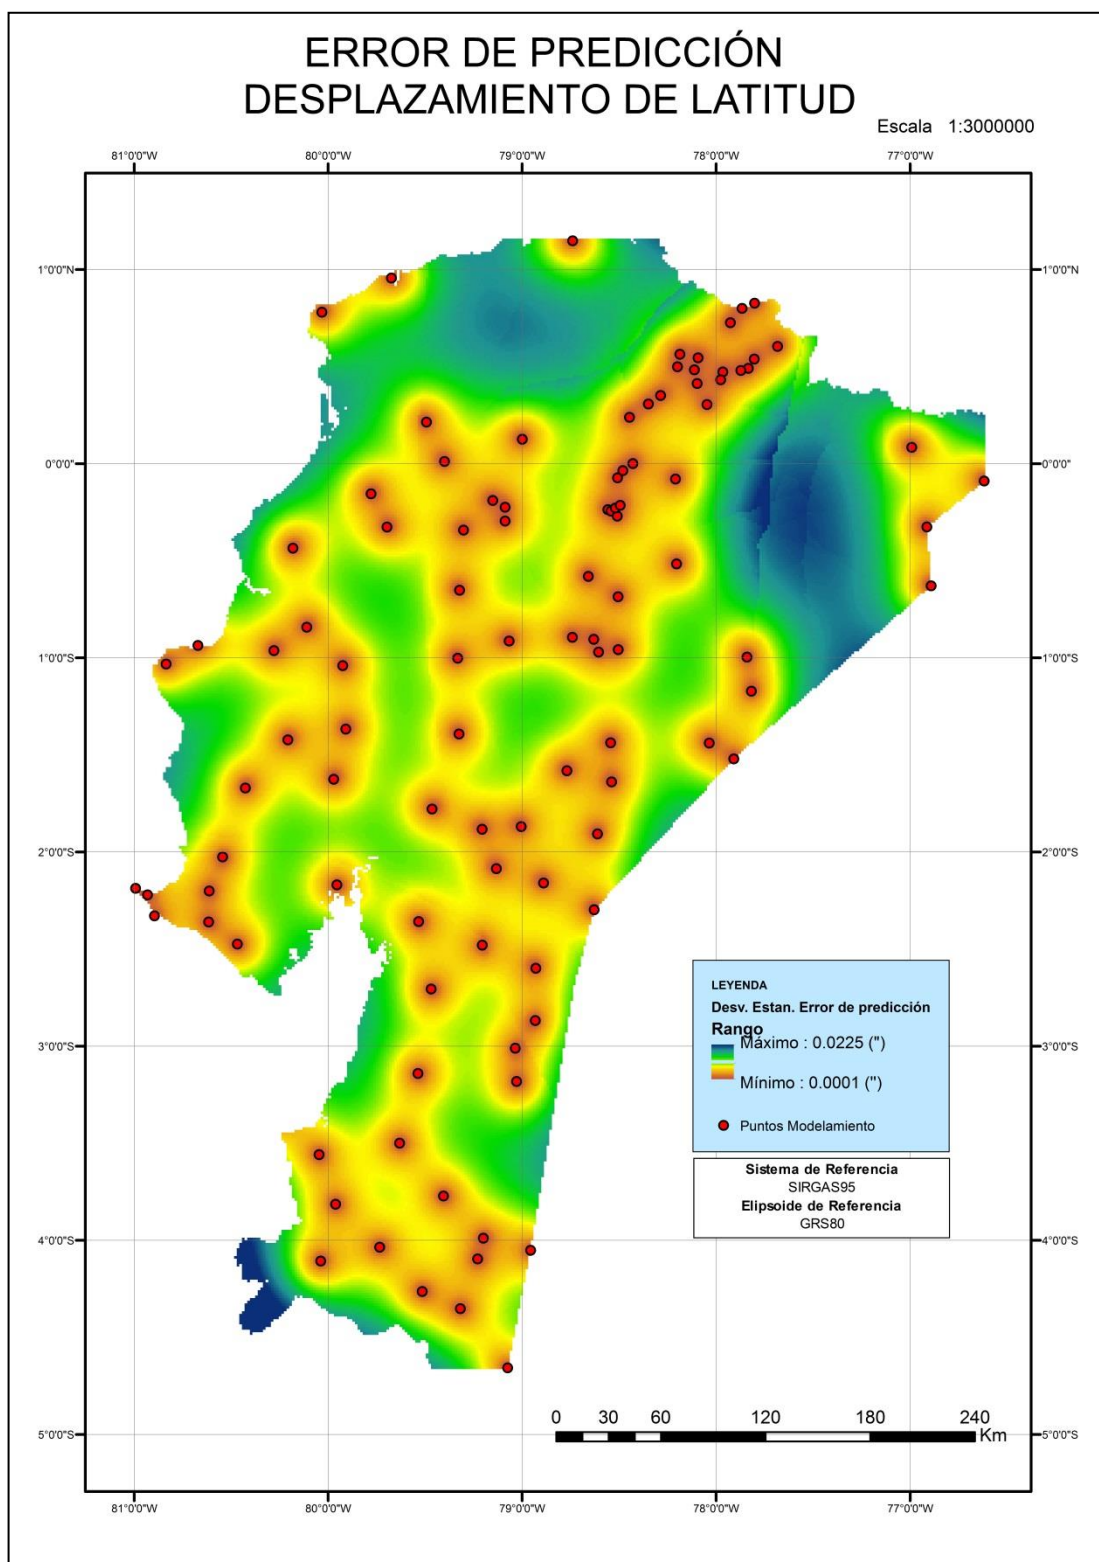 ERROR DE PREDICCIÓN
DESPLAZAMIENTO DE LATITUD
Escala 1:3000000
81°0'0"W 80°0'0"W 79°0'0"W 78°0'0"W 77°0'0"W
1°0'0"N 1°0'0"N
0°0'0" 0°0'0"
1°0'0"S 1°0'0"S
2°0'0"S 2°0'0"S
LEYENDA
Desv. Estan. Error de predicción
Rango
Máximo : 0.0225 (")
Mínimo : 0.0001 (")
Puntos Modelamiento
3°0'0"S 3°0'0"S
Sistema de Referencia
SIRGAS95
Elipsoide de Referencia
GRS80
4°0'0"S 4°0'0"S
0 30 60 120 180 240
Km
5°0'0"S 5°0'0"S
81°0'0"W 80°0'0"W 79°0'0"W 78°0'0"W 77°0'0"W